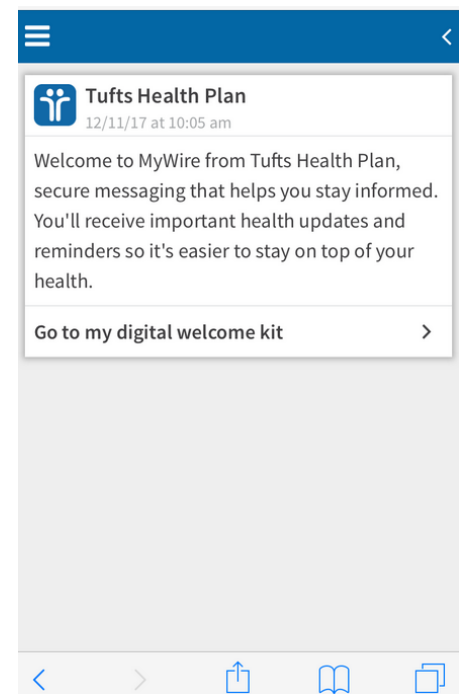 Tufts Health Plan
12/11/17 at 10:05 am
Welcome to MyWire from Tufts Health Plan,
secure messaging that helps you stay informed.
You'll receive important health updates and
reminders so it's easier to stay on top of your
health.
Go to my digital welcome kit